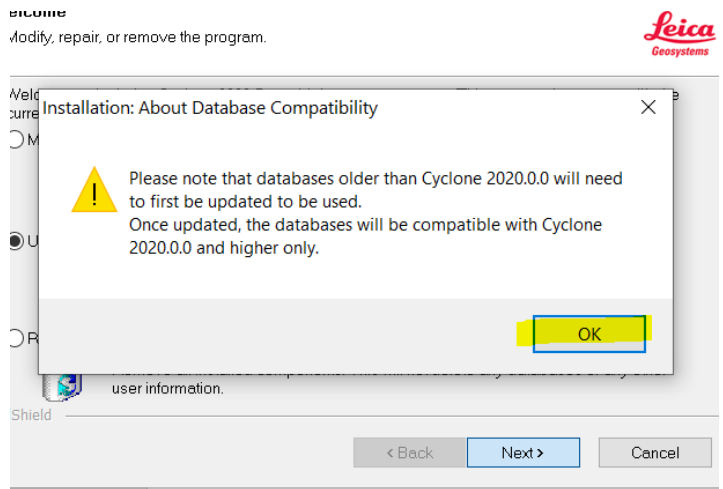 Modify, repair, or remove the program.
Leica
Geosystems
Installation: About Database Compatibility
Please note that databases older than Cyclone 2020.0.0 will need
to first be updated to be used.
Once updated, the databases will be compatible with Cyclone
2020.0.0 and higher only.
OK
user information.
Shield
< Back
Next >
Cancel